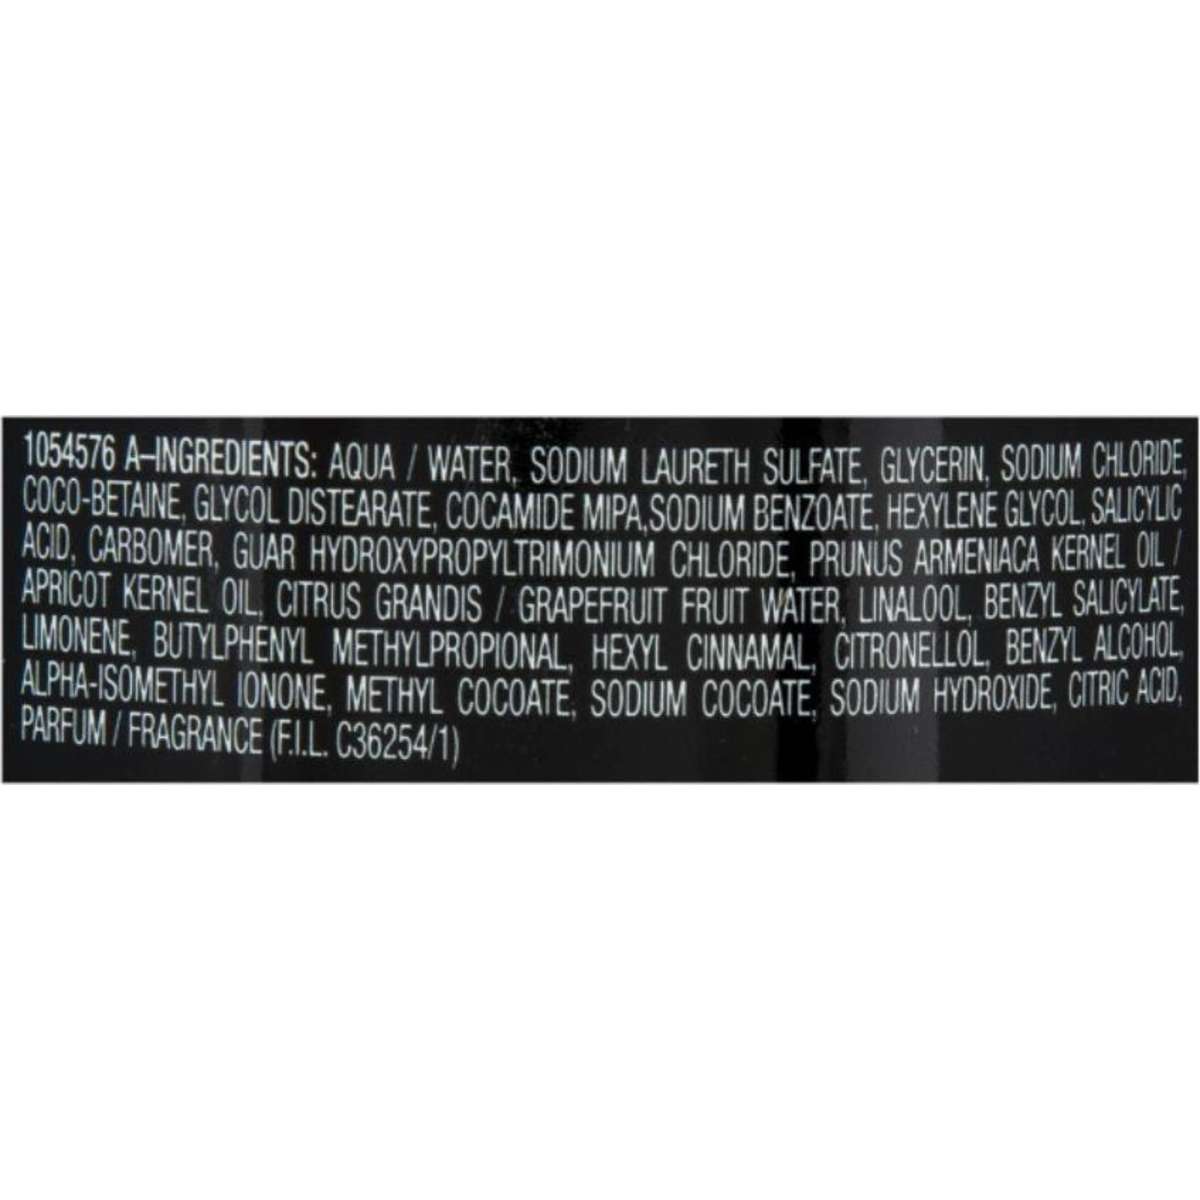 1054576 A–INGREDIENTS: AQUA / WATER, SODIUM LAURETH SULFATE, GLYCERIN, SODIUM CHLORIDE,
COCO-BETAINE, GLYCOL DISTEARATE, COCAMIDE MIPA,SODIUM BENZOATE, HEXYLENE GLYCOL, SALICYLIC
ACID, CARBOMER, GUAR HYDROXYPROPYLTRIMONIUM CHLORIDE, PRUNUS ARMENIACA KERNEL OIL /
APRICOT KERNEL OIL, CITRUS GRANDIS / GRAPEFRUIT FRUIT WATER, LINALOOL, BENZYL SALICYLATE,
LIMONENE, BUTYLPHENYL METHYLPROPIONAL, HEXYL CINNAMAL, CITRONELLOL, BENZYL ALCOHOL,
ALPHA-ISOMETHYL IONONE, METHYL COCOATE, SODIUM COCOATE, SODIUM HYDROXIDE, CITRIC ACID,
PARFUM / FRAGRANCE (F.I.L. C36254/1)